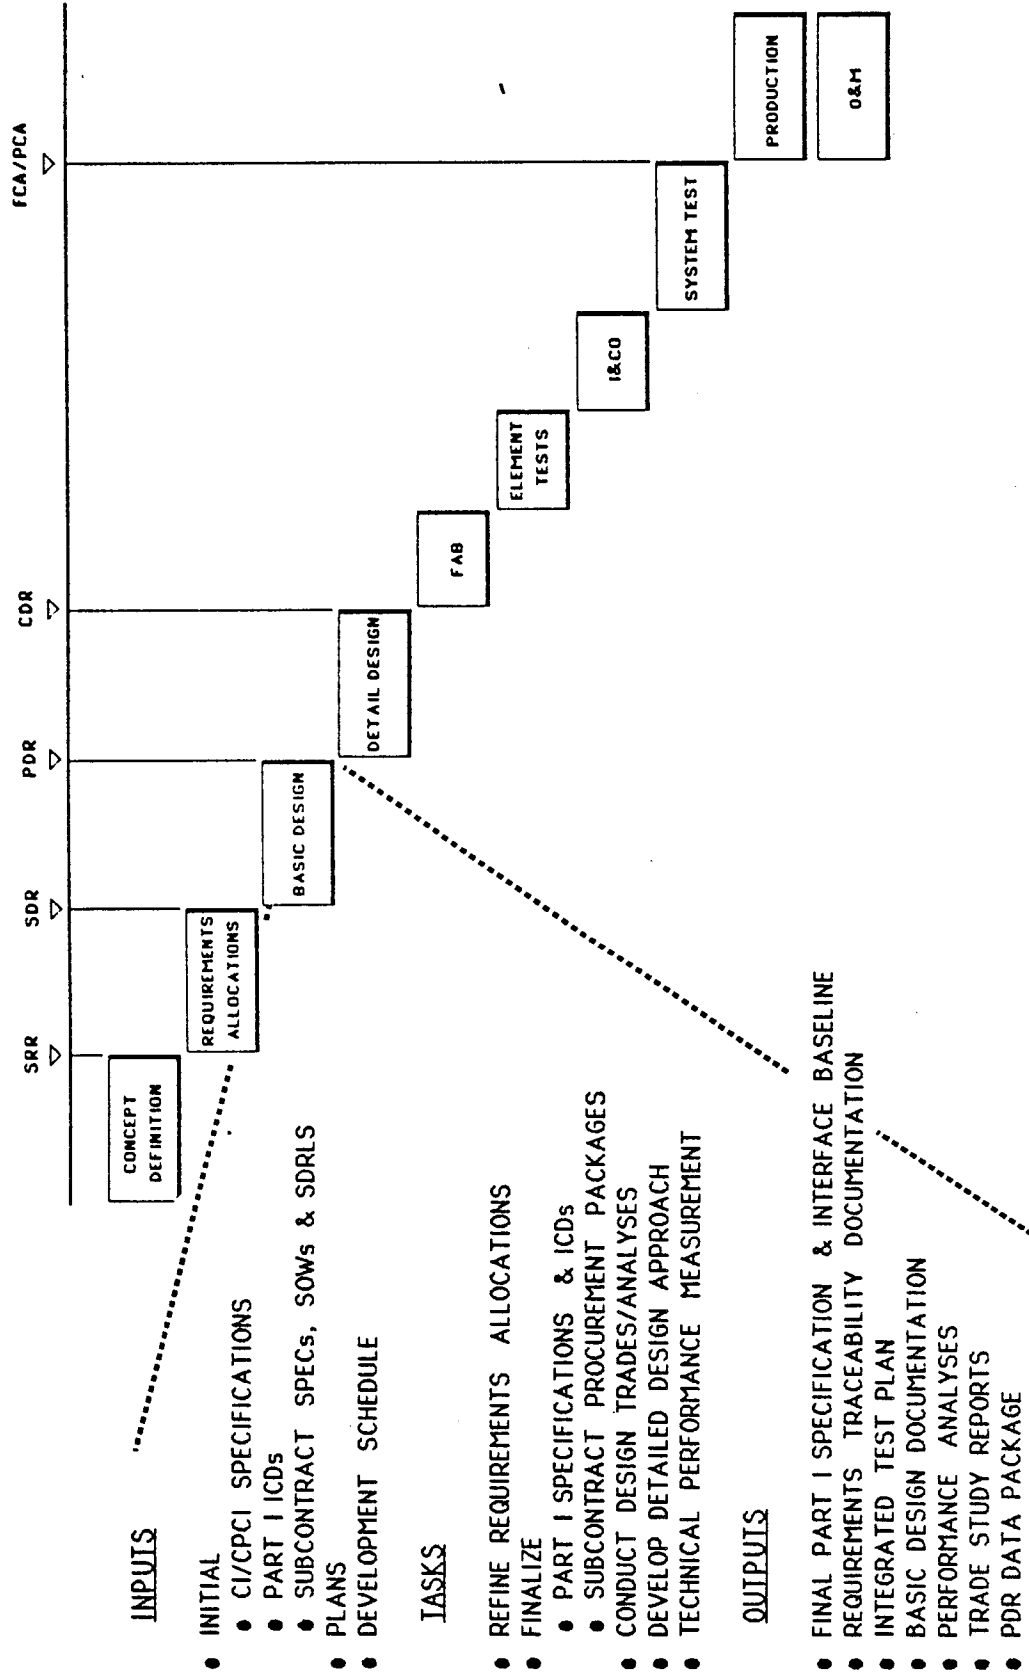 SRR
SDR
PDR
CDR
FCA/PCA
CONCEPT
DEFINITION
REQUIREMENTS
ALLOCATIONS
BASIC DESIGN
DETAIL DESIGN
FAB
ELEMENT
TESTS
I&CO
SYSTEM TEST
PRODUCTION
O&M
INPUTS
• INITIAL
• CI/CPCI SPECIFICATIONS
• PART I ICDs
• SUBCONTRACT SPECs, SOWs & SDRLS
• PLANS
• DEVELOPMENT SCHEDULE
TASKS
• REFINE REQUIREMENTS ALLOCATIONS
• FINALIZE
• PART I SPECIFICATIONS & ICDs
• SUBCONTRACT PROCUREMENT PACKAGES
• CONDUCT DESIGN TRADES/ANALYSES
• DEVELOP DETAILED DESIGN APPROACH
• TECHNICAL PERFORMANCE MEASUREMENT
OUTPUTS
• FINAL PART I SPECIFICATION & INTERFACE BASELINE
• REQUIREMENTS TRACEABILITY DOCUMENTATION
• INTEGRATED TEST PLAN
• BASIC DESIGN DOCUMENTATION
• PERFORMANCE ANALYSES
• TRADE STUDY REPORTS
• PDR DATA PACKAGE